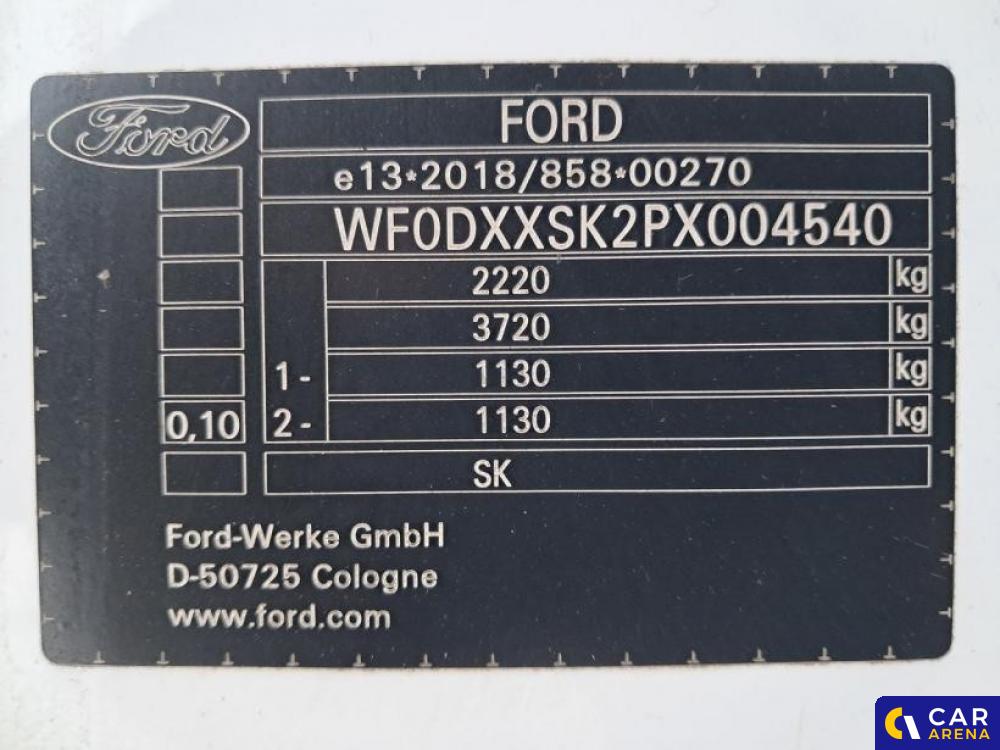 Ford
FORD
e13*2018/858*00270
WF0DXXSK2PX004540
2220 kg
3720 kg
1- 1130 kg
0,10 2- 1130 kg
SK
Ford-Werke GmbH
D-50725 Cologne
www.ford.com
CAR
ARENA